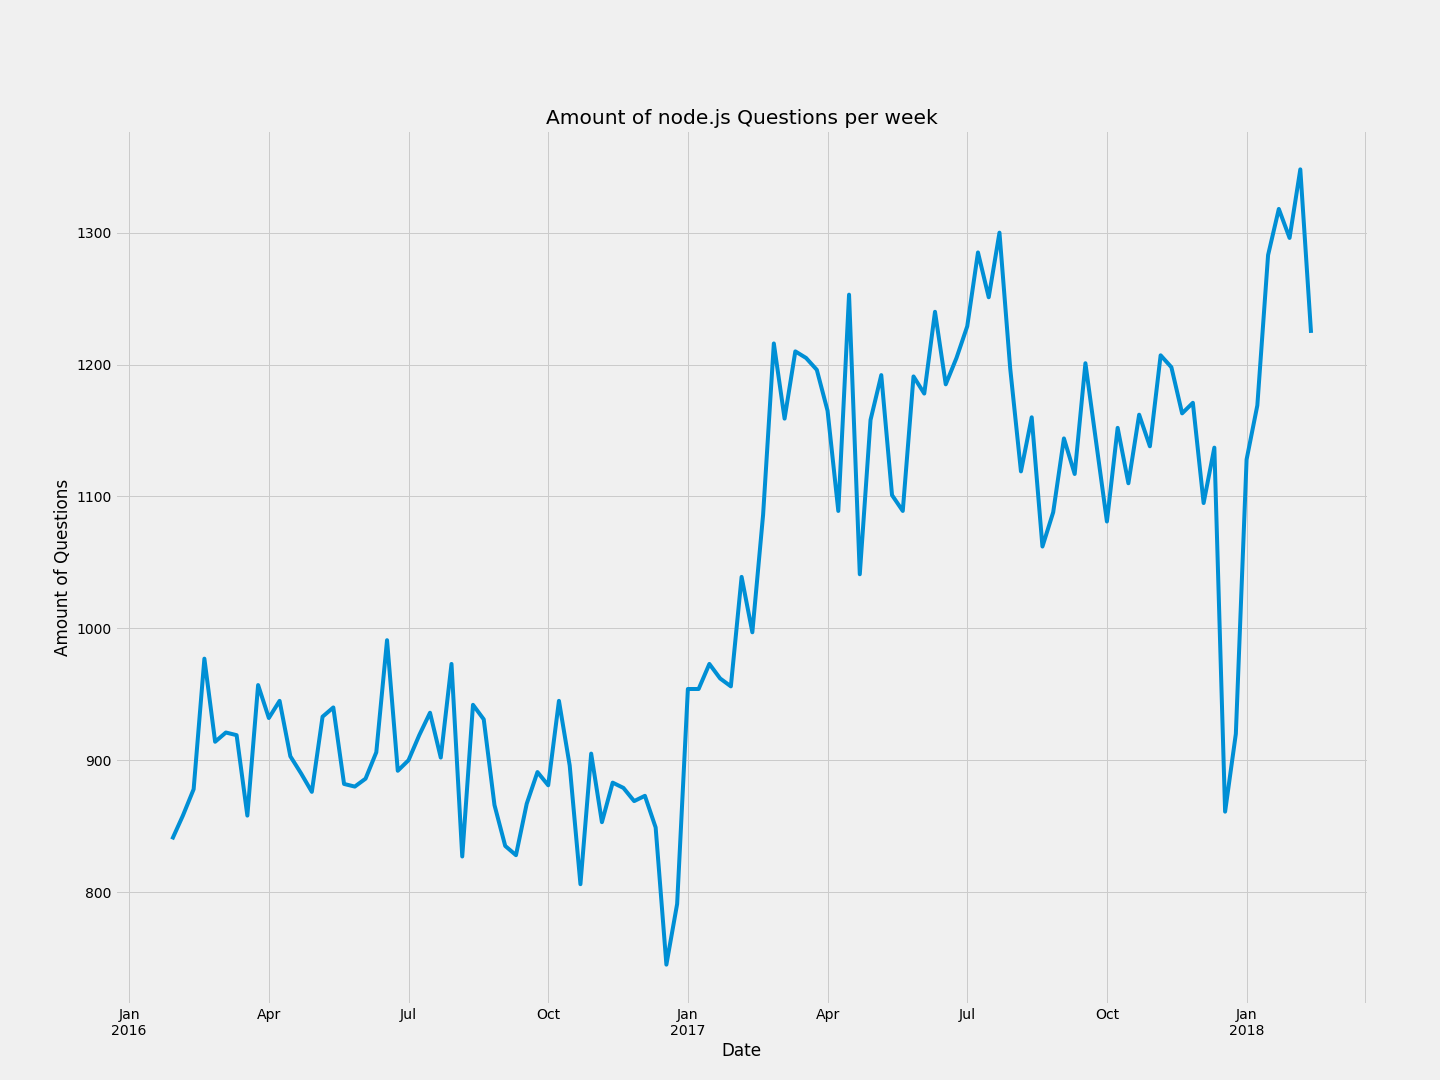 Amount of node.js Questions per week
Amount of Questions
1300
1200
1100
1000
900
800
Jan Apr Jul Oct Jan Apr Jul Oct Jan
2016 2017 2018
Date